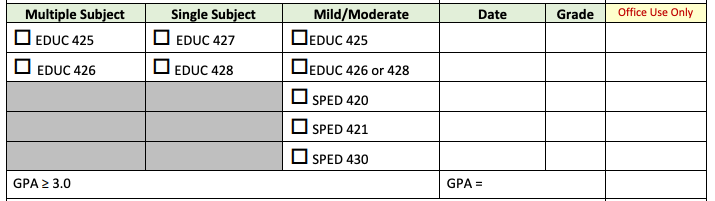 Multiple Subject Single Subject Mild/Moderate Date Grade Office Use Only
☐ EDUC 425 ☐ EDUC 427 ☐EDUC 425
☐ EDUC 426 ☐ EDUC 428 ☐EDUC 426 or 428
☐ SPED 420
☐ SPED 421
☐ SPED 430
GPA ≥ 3.0 GPA =